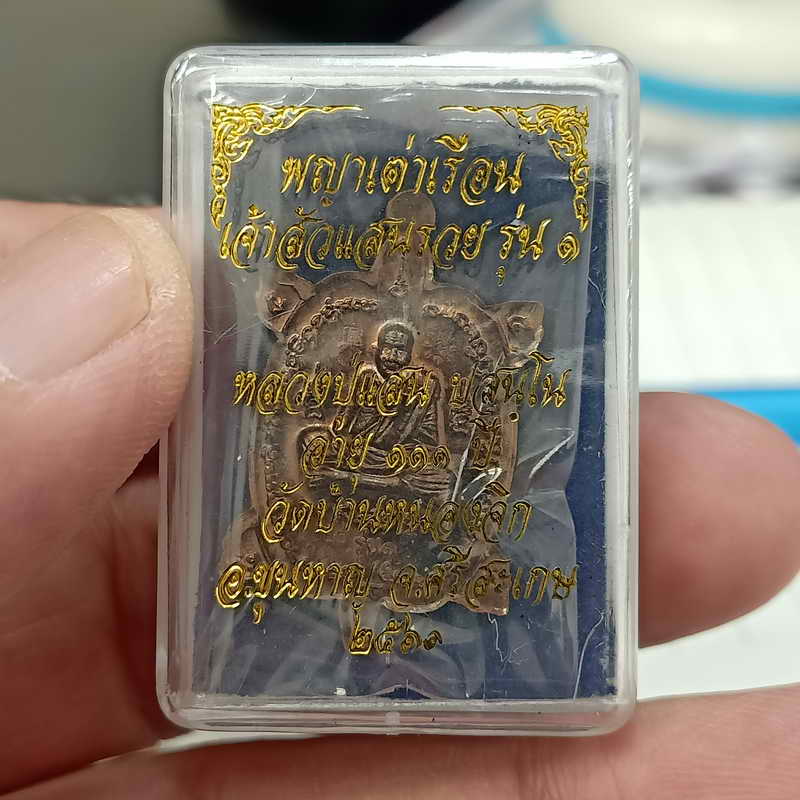 พญาเต่าเรือน
เจ้าสัวแสนรวย รุ่น ๑
หลวงปู่แสน ปสนฺโน
อายุ ๑๑๑ ปี
วัดบ้านหนองจิก
อ.ขุนหาญ จ.ศรีสะเกษ
๒๕๖๑